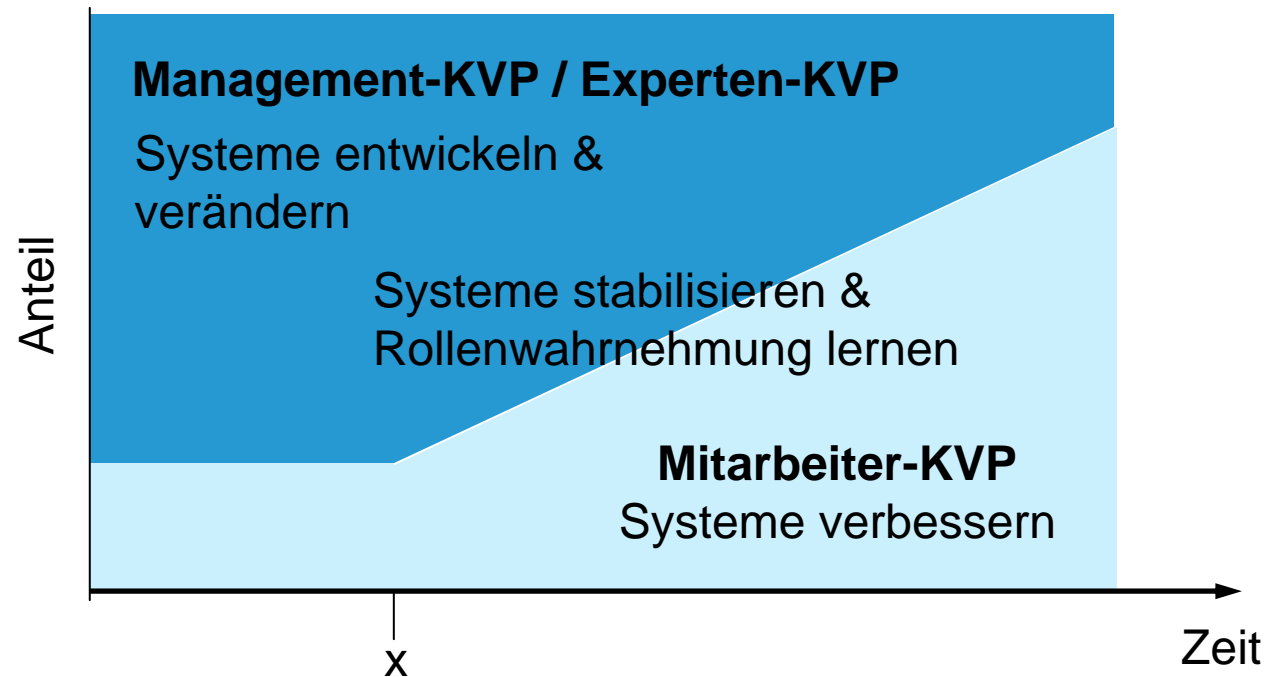 Management-KVP / Experten-KVP
Systeme entwickeln &
verändern
Anteil
Systeme stabilisieren &
Rollenwahrnehmung lernen
Mitarbeiter-KVP
Systeme verbessern
x
Zeit